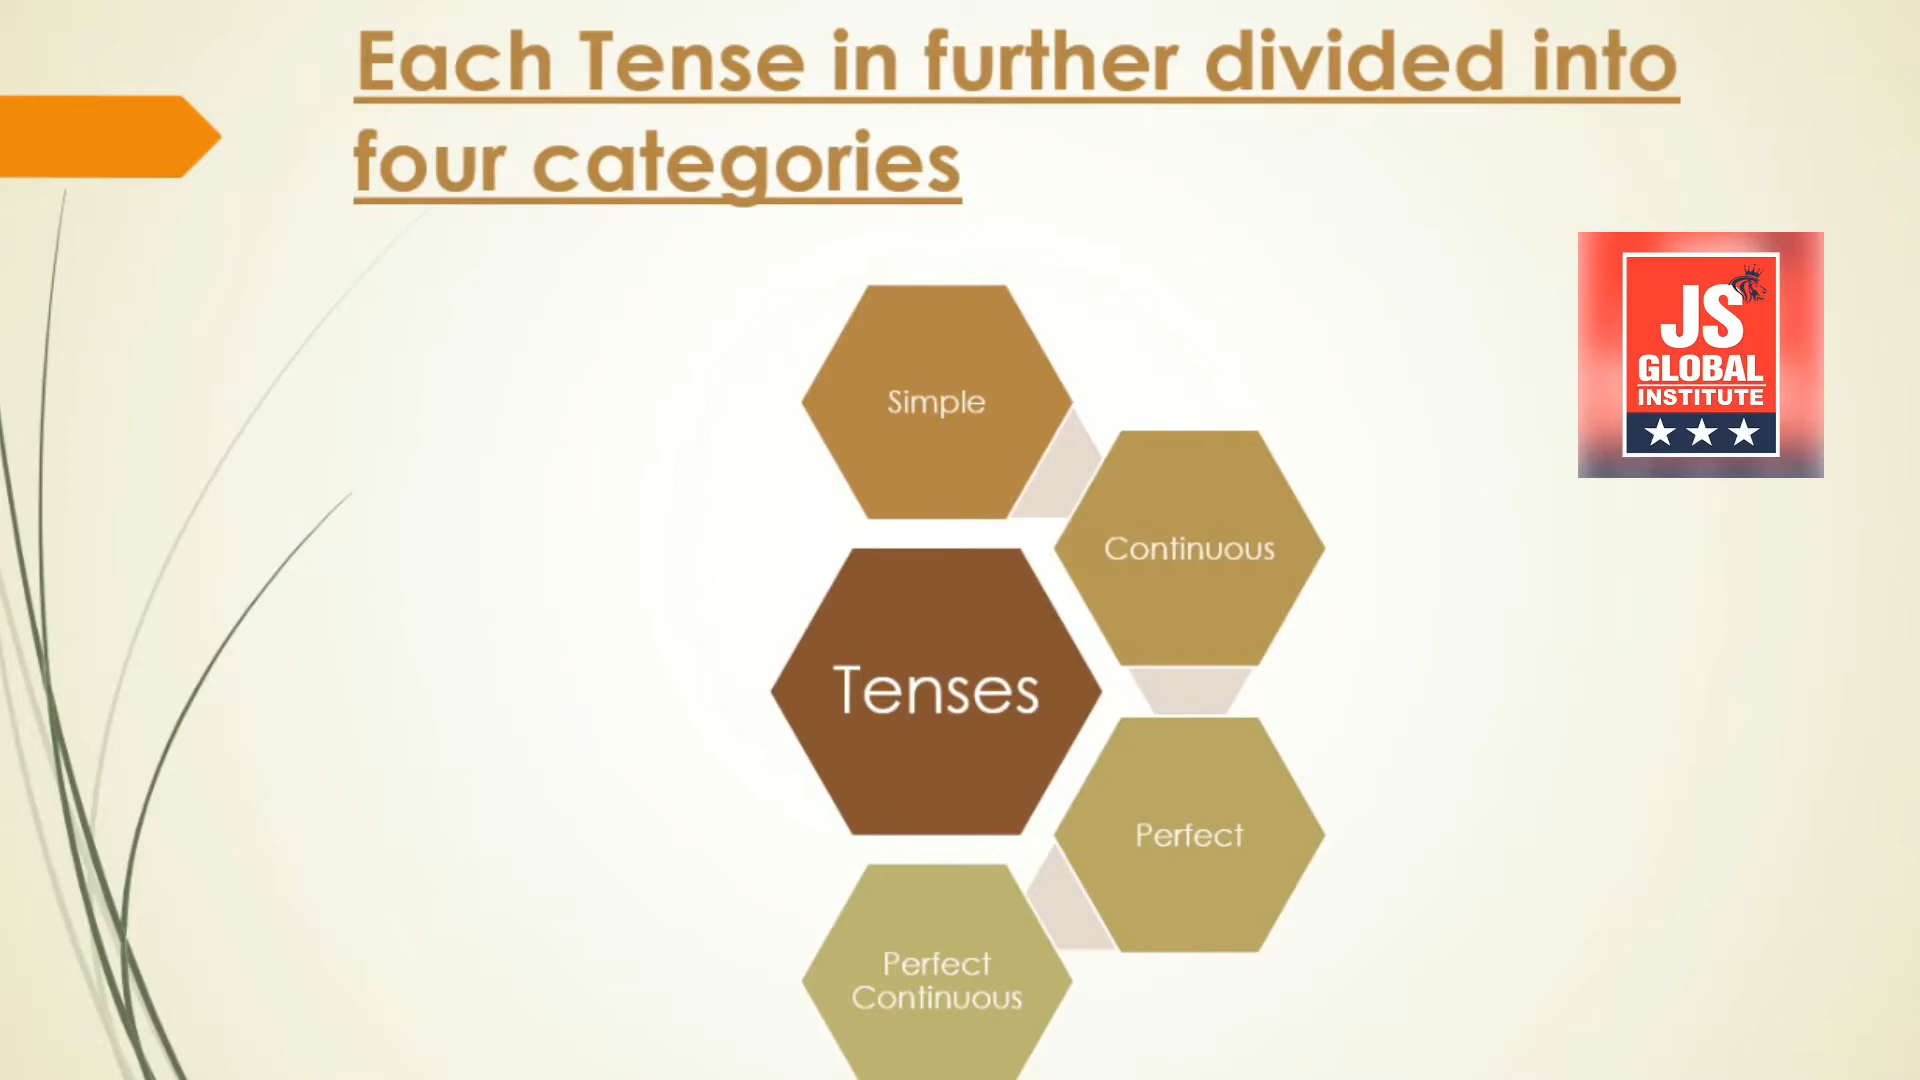 Each Tense in further divided into
four categories
Simple
Continuous
Tenses
Perfect
Perfect
Continuous
JS
GLOBAL
INSTITUTE